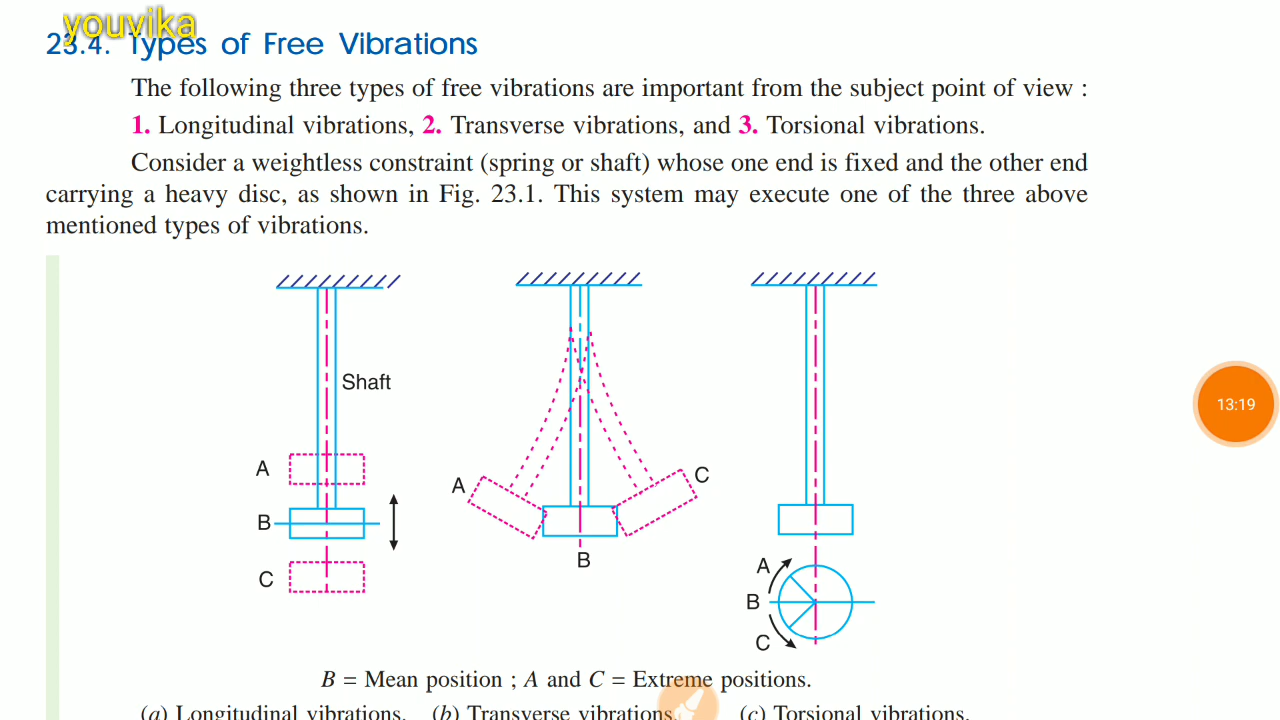 youvika
23.4. Types of Free Vibrations
The following three types of free vibrations are important from the subject point of view :
1. Longitudinal vibrations, 2. Transverse vibrations, and 3. Torsional vibrations.
Consider a weightless constraint (spring or shaft) whose one end is fixed and the other end
carrying a heavy disc, as shown in Fig. 23.1. This system may execute one of the three above
mentioned types of vibrations.
Shaft
A
B
C
A
C
B
A
B
C
13:19
B = Mean position ; A and C = Extreme positions.
(a) Longitudinal vibrations. (b) Transverse vibrations. (c) Torsional vibrations.